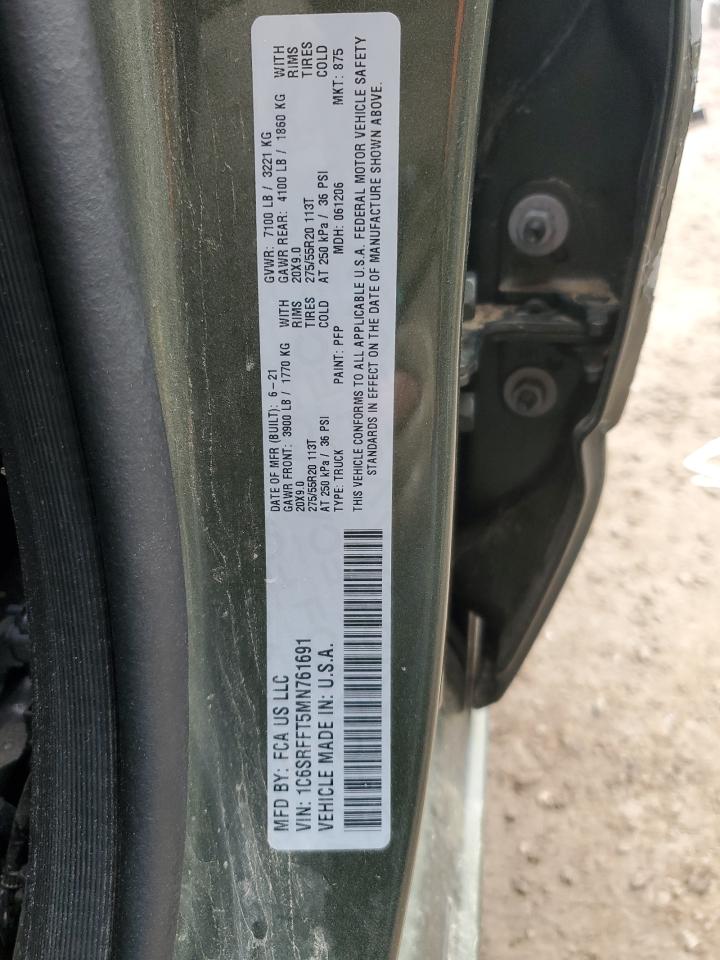 MFD BY: FCA US LLC
VIN: 1C6SRFFT5MN761691
VEHICLE MADE IN: U.S.A.
DATE OF MFR (BUILT): 6-21 GVWR: 7100 LB / 3221 KG
GAWR FRONT: 3900 LB / 1770 KG WITH GAWR REAR: 4100 LB / 1860 KG WITH
20X9.0 RIMS 20X9.0 RIMS
275/55R20 113T TIRES 275/55R20 113T TIRES
AT 250 kPa / 36 PSI COLD AT 250 kPa / 36 PSI COLD
TYPE: TRUCK PAINT: PFP MDH: 061206 MKT: 875
THIS VEHICLE CONFORMS TO ALL APPLICABLE U.S.A. FEDERAL MOTOR VEHICLE SAFETY
STANDARDS IN EFFECT ON THE DATE OF MANUFACTURE SHOWN ABOVE.